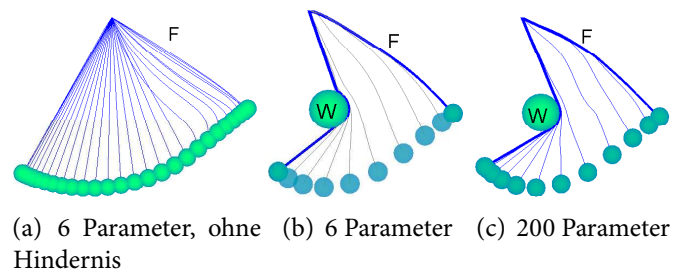 F
F
F
W
W
(a) 6 Parameter, ohne Hindernis
(b) 6 Parameter
(c) 200 Parameter